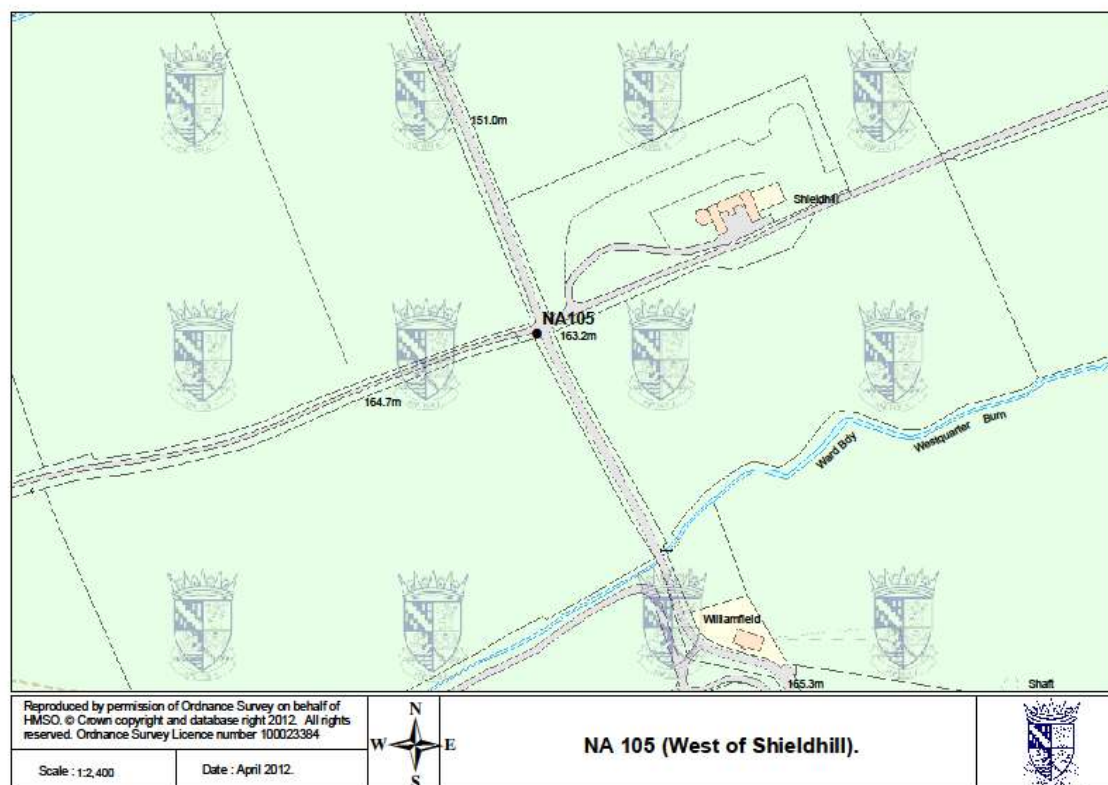 151.0m
Shieldhill
NA105
163.2m
164.7m
Ward Bdy
Westquarter Burn
Williamfield
165.3m
Shaft
Reproduced by permission of Ordnance Survey on behalf of
HMSO. © Crown copyright and database right 2012. All rights
reserved. Ordnance Survey Licence number 100023384
Scale : 1:2,400
Date : April 2012.
N
W
E
S
NA 105 (West of Shieldhill).